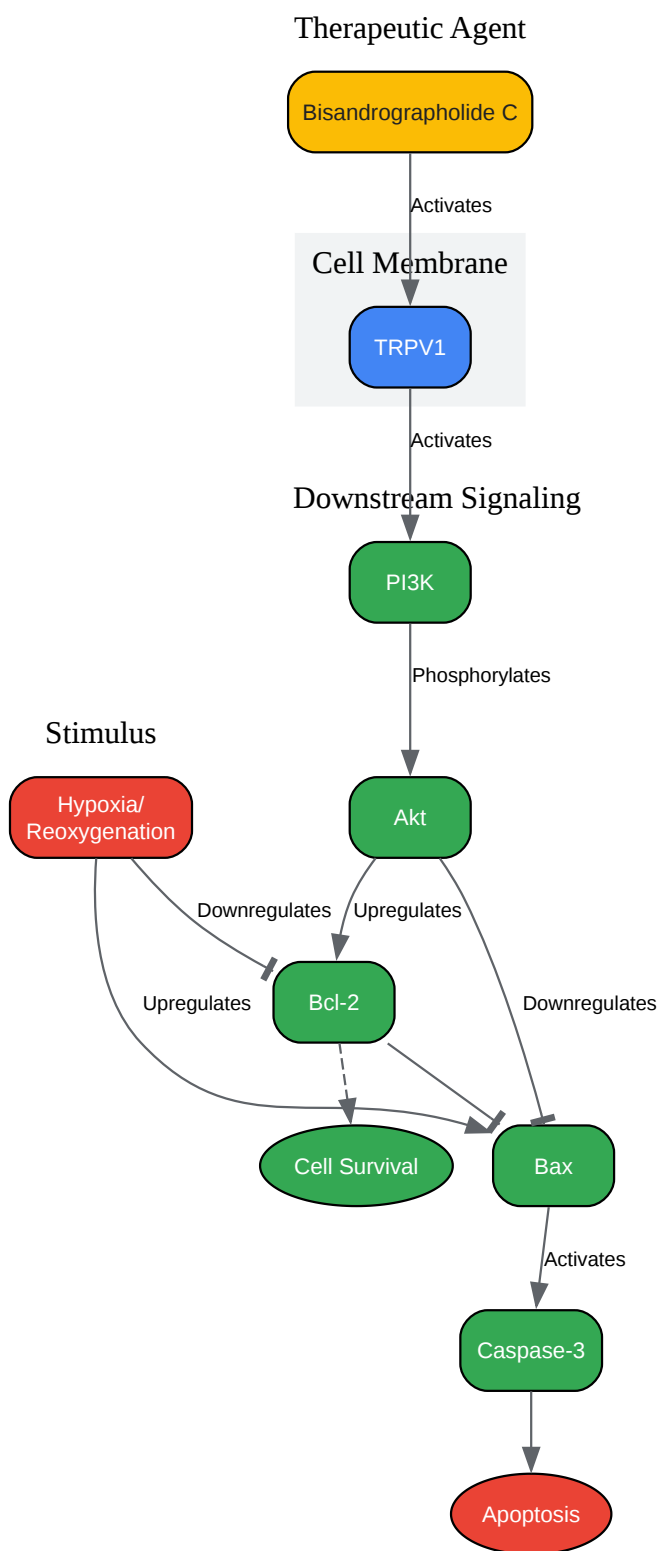 Therapeutic Agent
Bisandrographolide C
Activates
Cell Membrane
TRPV1
Activates
Downstream Signaling
PI3K
Phosphorylates
Stimulus
Hypoxia/
Reoxygenation
Akt
Downregulates
Upregulates
Upregulates
Bcl-2
Downregulates
Cell Survival
Bax
Activates
Caspase-3
Apoptosis